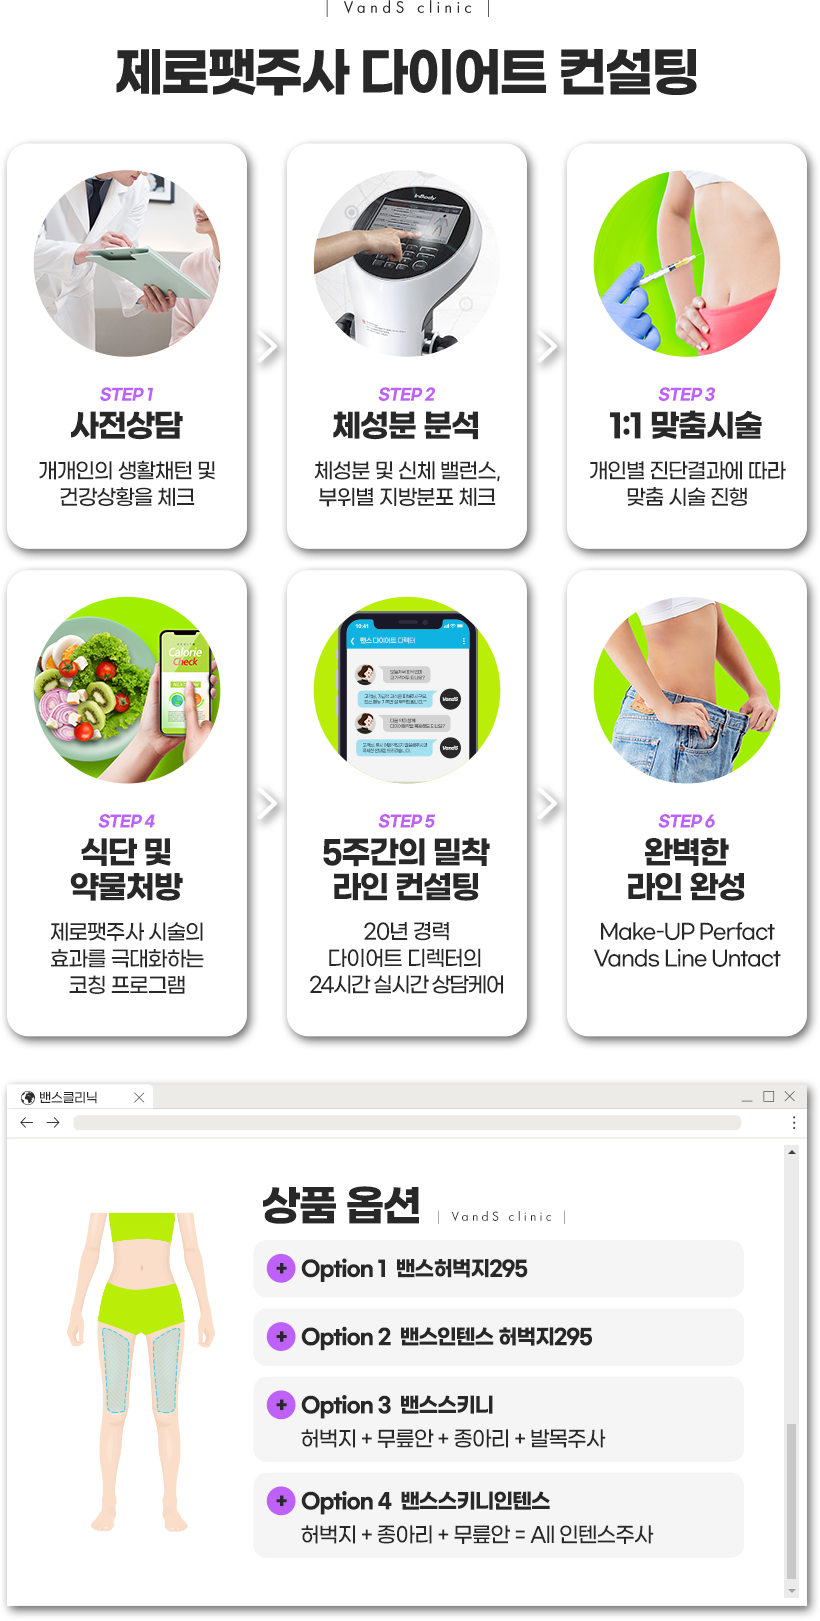 | VandS clinic |
제로팻주사 다이어트 컨설팅
InBody
STEP 1
사전상담
개개인의 생활채턴 및
건강상황을 체크
STEP 2
체성분 분석
체성분 및 신체 밸런스,
부위별 지방분포 체크
STEP 3
1:1 맞춤시술
개인별 진단결과에 따라
맞춤 시술 진행
Calorie
Check
STEP 4
식단 및
약물처방
제로팻주사 시술의
효과를 극대화하는
코칭 프로그램
10:41
밴스 다이어트 디렉터
VandS
VandS
STEP 5
5주간의 밀착
라인 컨설팅
20년 경력
다이어트 디렉터의
24시간 실시간 상담케어
STEP 6
완벽한
라인 완성
Make-UP Perfact
Vands Line Untact
밴스클리닉
상품 옵션 | VandS clinic |
+ Option 1 밴스허벅지295
+ Option 2 밴스인텐스 허벅지295
+ Option 3 밴스스키니
허벅지 + 무릎안 + 종아리 + 발목주사
+ Option 4 밴스스키니인텐스
허벅지 + 종아리 + 무릎안 = All 인텐스주사